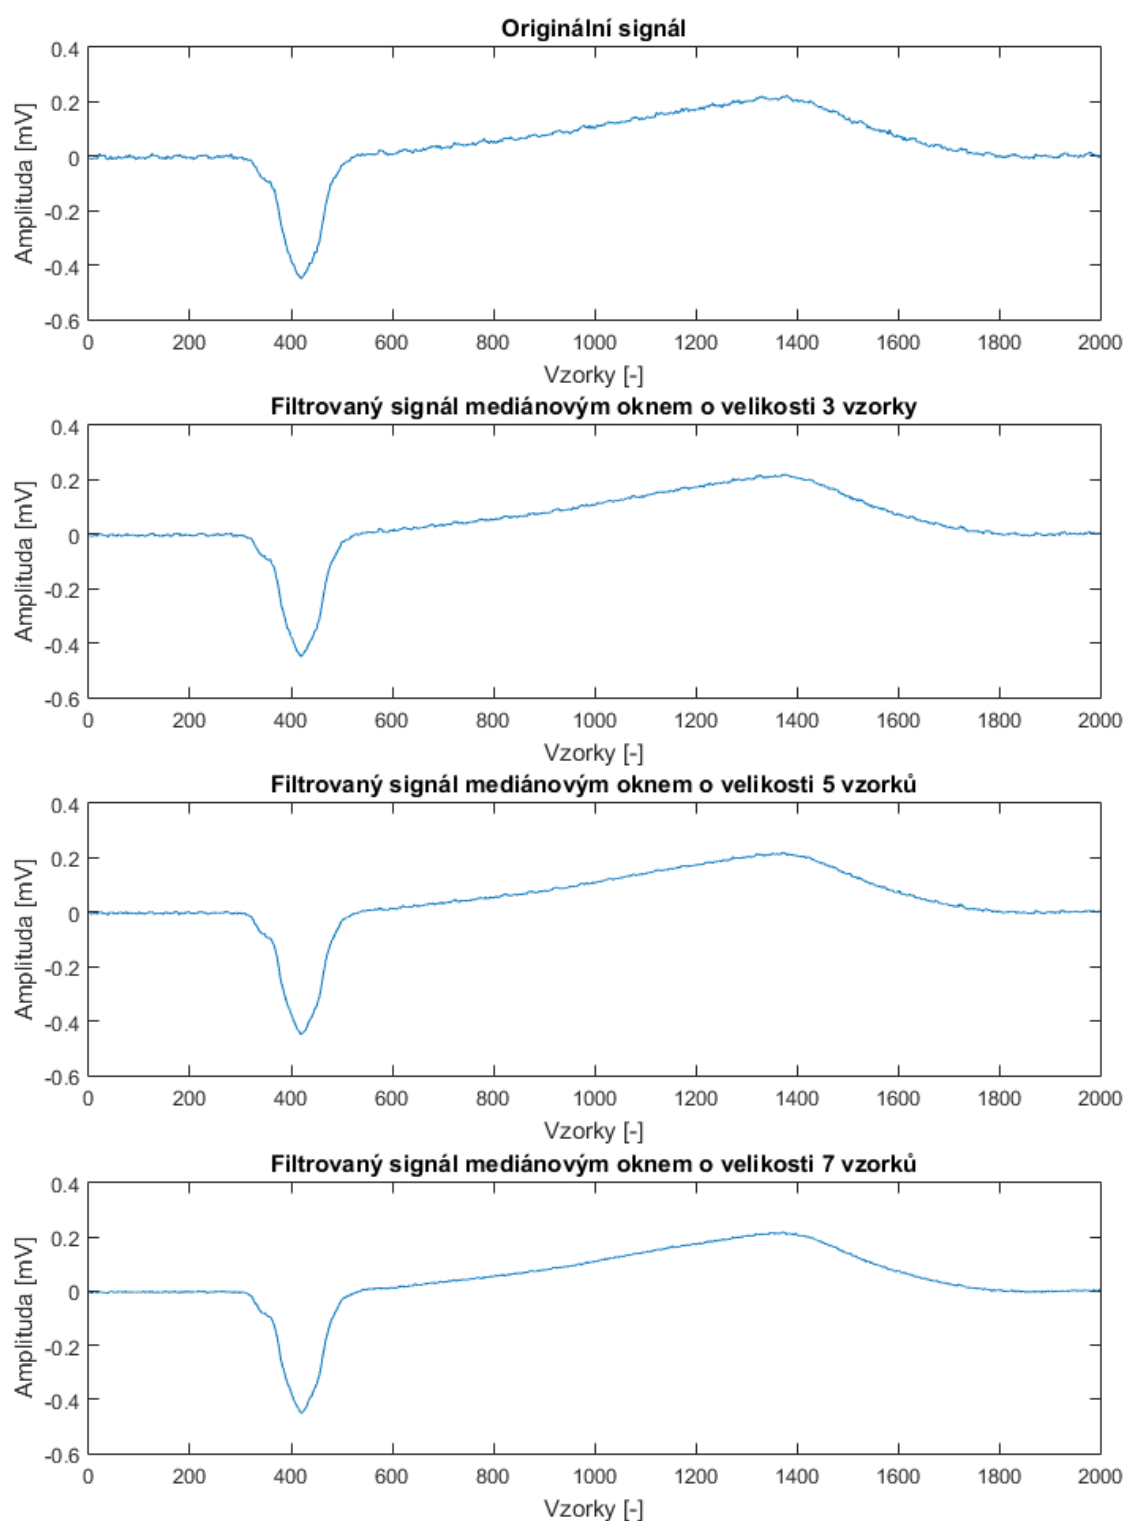 Originální signál
0.4
0.2
0
-0.2
-0.4
-0.6
Amplituda [mV]
0 200 400 600 800 1000 1200 1400 1600 1800 2000
Vzorky [-]
Filtrovaný signál mediánovým oknem o velikosti 3 vzorky
0.4
0.2
0
-0.2
-0.4
-0.6
Amplituda [mV]
0 200 400 600 800 1000 1200 1400 1600 1800 2000
Vzorky [-]
Filtrovaný signál mediánovým oknem o velikosti 5 vzorků
0.4
0.2
0
-0.2
-0.4
-0.6
Amplituda [mV]
0 200 400 600 800 1000 1200 1400 1600 1800 2000
Vzorky [-]
Filtrovaný signál mediánovým oknem o velikosti 7 vzorků
0.4
0.2
0
-0.2
-0.4
-0.6
Amplituda [mV]
0 200 400 600 800 1000 1200 1400 1600 1800 2000
Vzorky [-]